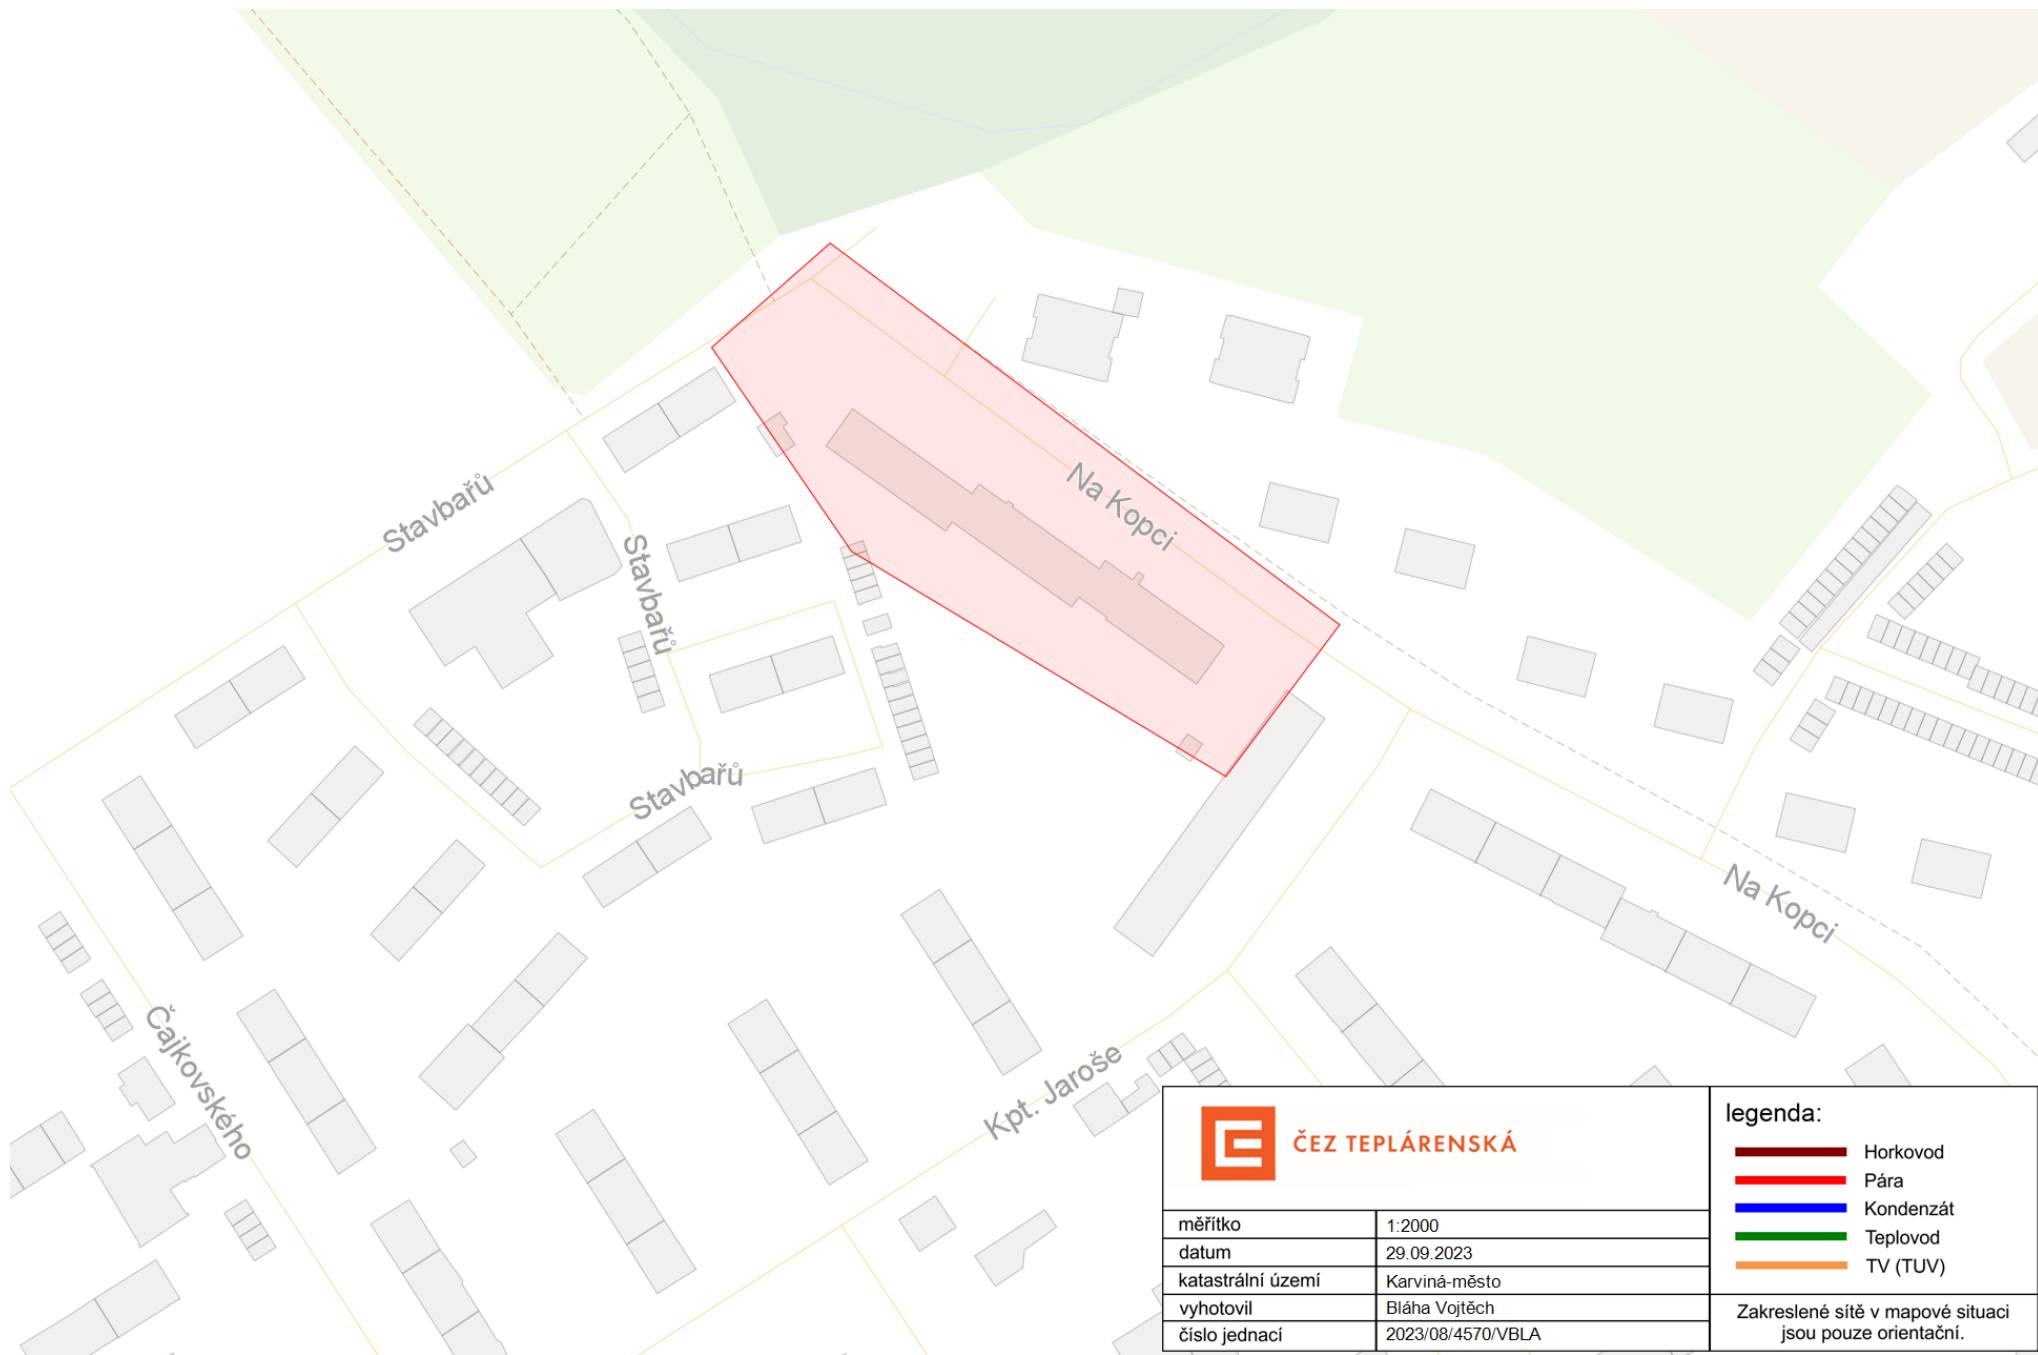 Stavbařů
Stavbařů
Stavbařů
Na Kopci
Na Kopci
Čajkovského
Kpt. Jaroše
ČEZ TEPLÁRENSKÁ
měřítko 1:2000
datum 29.09.2023
katastrální území Karviná-město
vyhotovil Bláha Vojtěch
číslo jednací 2023/08/4570/VBLA
legenda:
Horkovod
Pára
Kondenzát
Teplovod
TV (TUV)
Zakreslené sítě v mapové situaci
jsou pouze orientační.